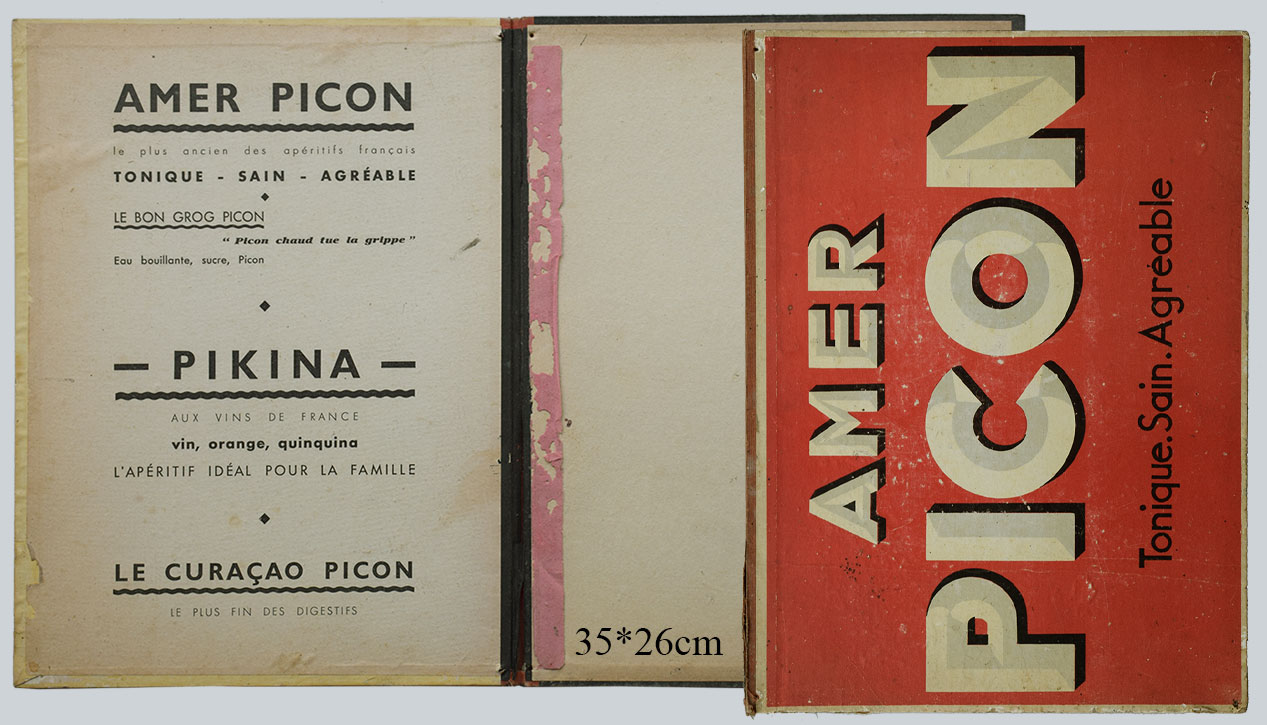 AMER PICON
le plus ancien des apéritifs français
TONIQUE - SAIN - AGRÉABLE
LE BON GROG PICON
“ Picon chaud tue la grippe ”
Eau bouillante, sucre, Picon
— PIKINA —
AUX VINS DE FRANCE
vin, orange, quinquina
L'APÉRITIF IDÉAL POUR LA FAMILLE
LE CURAÇAO PICON
LE PLUS FIN DES DIGESTIFS
35*26cm
AMER
PICON
Tonique.Sain.Agréable